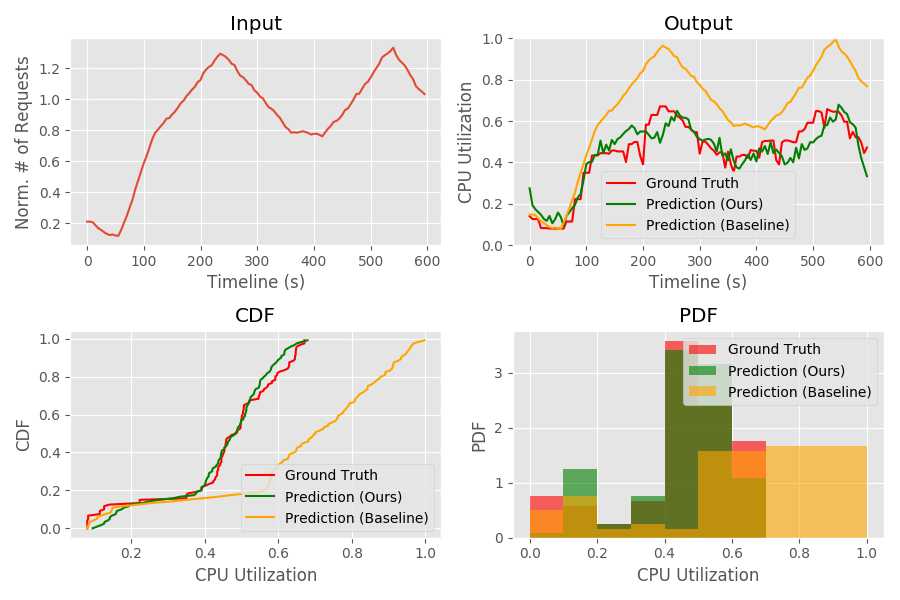 Input
Norm. # of Requests
1.2
1.0
0.8
0.6
0.4
0.2
0 100 200 300 400 500 600
Timeline (s)
Output
CPU Utilization
1.0
0.8
0.6
0.4
0.2
0.0
Ground Truth
Prediction (Ours)
Prediction (Baseline)
0 100 200 300 400 500 600
Timeline (s)
CDF
CDF
1.0
0.8
0.6
0.4
0.2
0.0
Ground Truth
Prediction (Ours)
Prediction (Baseline)
0.2 0.4 0.6 0.8 1.0
CPU Utilization
PDF
PDF
3
2
1
0
Ground Truth
Prediction (Ours)
Prediction (Baseline)
0.0 0.2 0.4 0.6 0.8 1.0
CPU Utilization